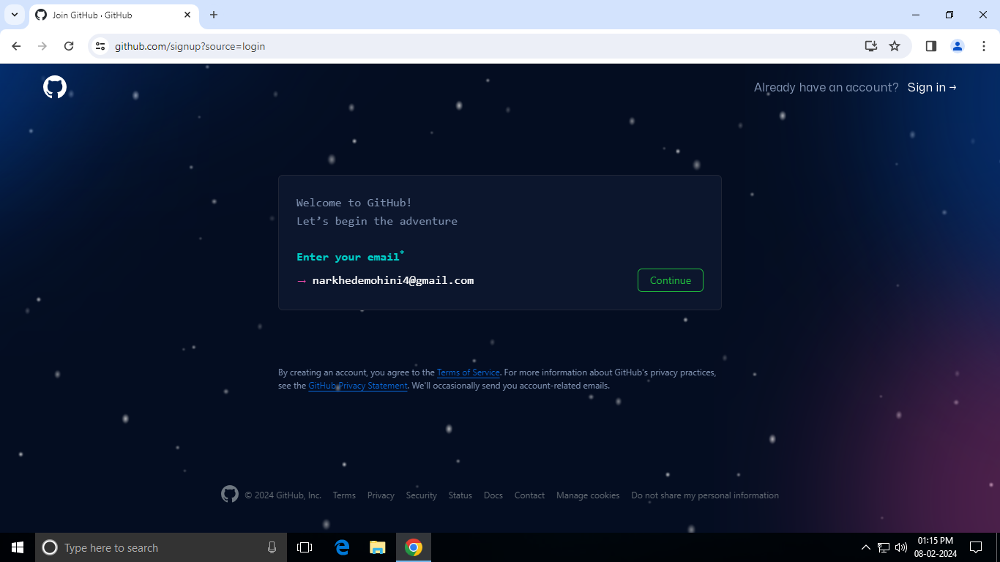 Join GitHub · GitHub
github.com/signup?source=login
Already have an account? Sign in →
Welcome to GitHub!
Let’s begin the adventure
Enter your email*
→ narkhedemohini4@gmail.com
Continue
By creating an account, you agree to the Terms of Service. For more information about GitHub's privacy practices,
see the GitHub Privacy Statement. We'll occasionally send you account-related emails.
© 2024 GitHub, Inc. Terms Privacy Security Status Docs Contact Manage cookies Do not share my personal information
Type here to search
01:15 PM
08-02-2024